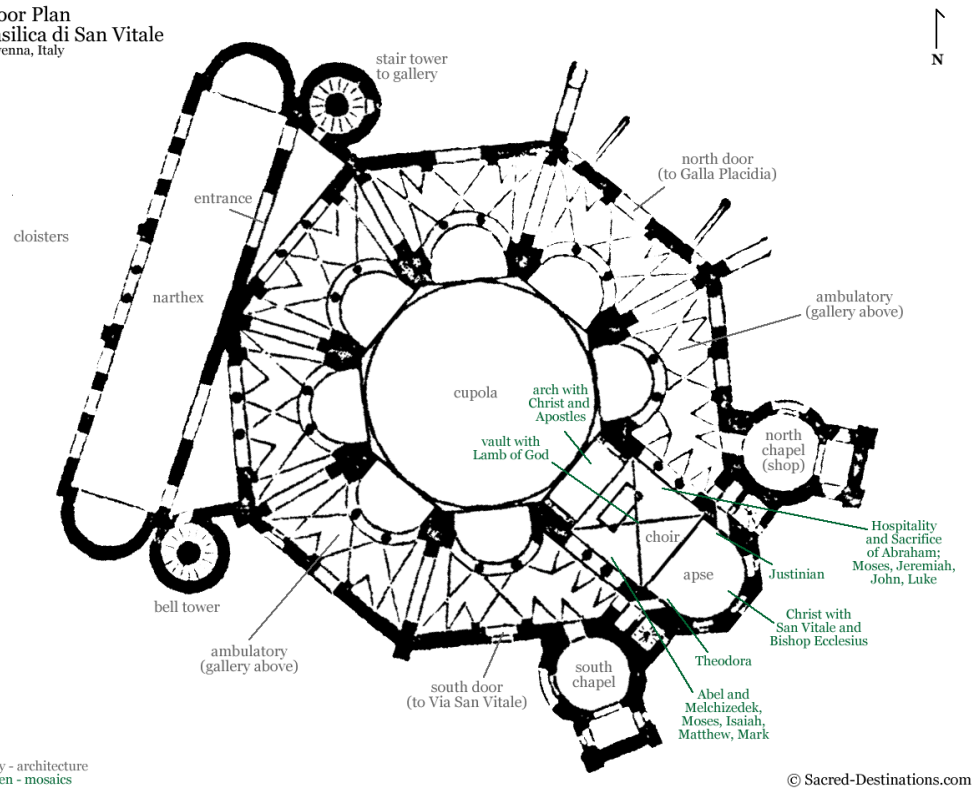 oor Plan
asilica di San Vitale
venna, Italy
N
stair tower
to gallery
north door
(to Galla Placidia)
entrance
cloisters
narthex
ambulatory
(gallery above)
cupola
arch with
Christ and
Apostles
vault with
Lamb of God
north
chapel
(shop)
choir
Hospitality
and Sacrifice
of Abraham;
Moses, Jeremiah,
John, Luke
Justinian
apse
bell tower
Christ with
San Vitale and
Bishop Ecclesius
ambulatory
(gallery above)
Theodora
south
chapel
south door
(to Via San Vitale)
Abel and
Melchizedek,
Moses, Isaiah,
Matthew, Mark
y - architecture
en - mosaics
© Sacred-Destinations.com